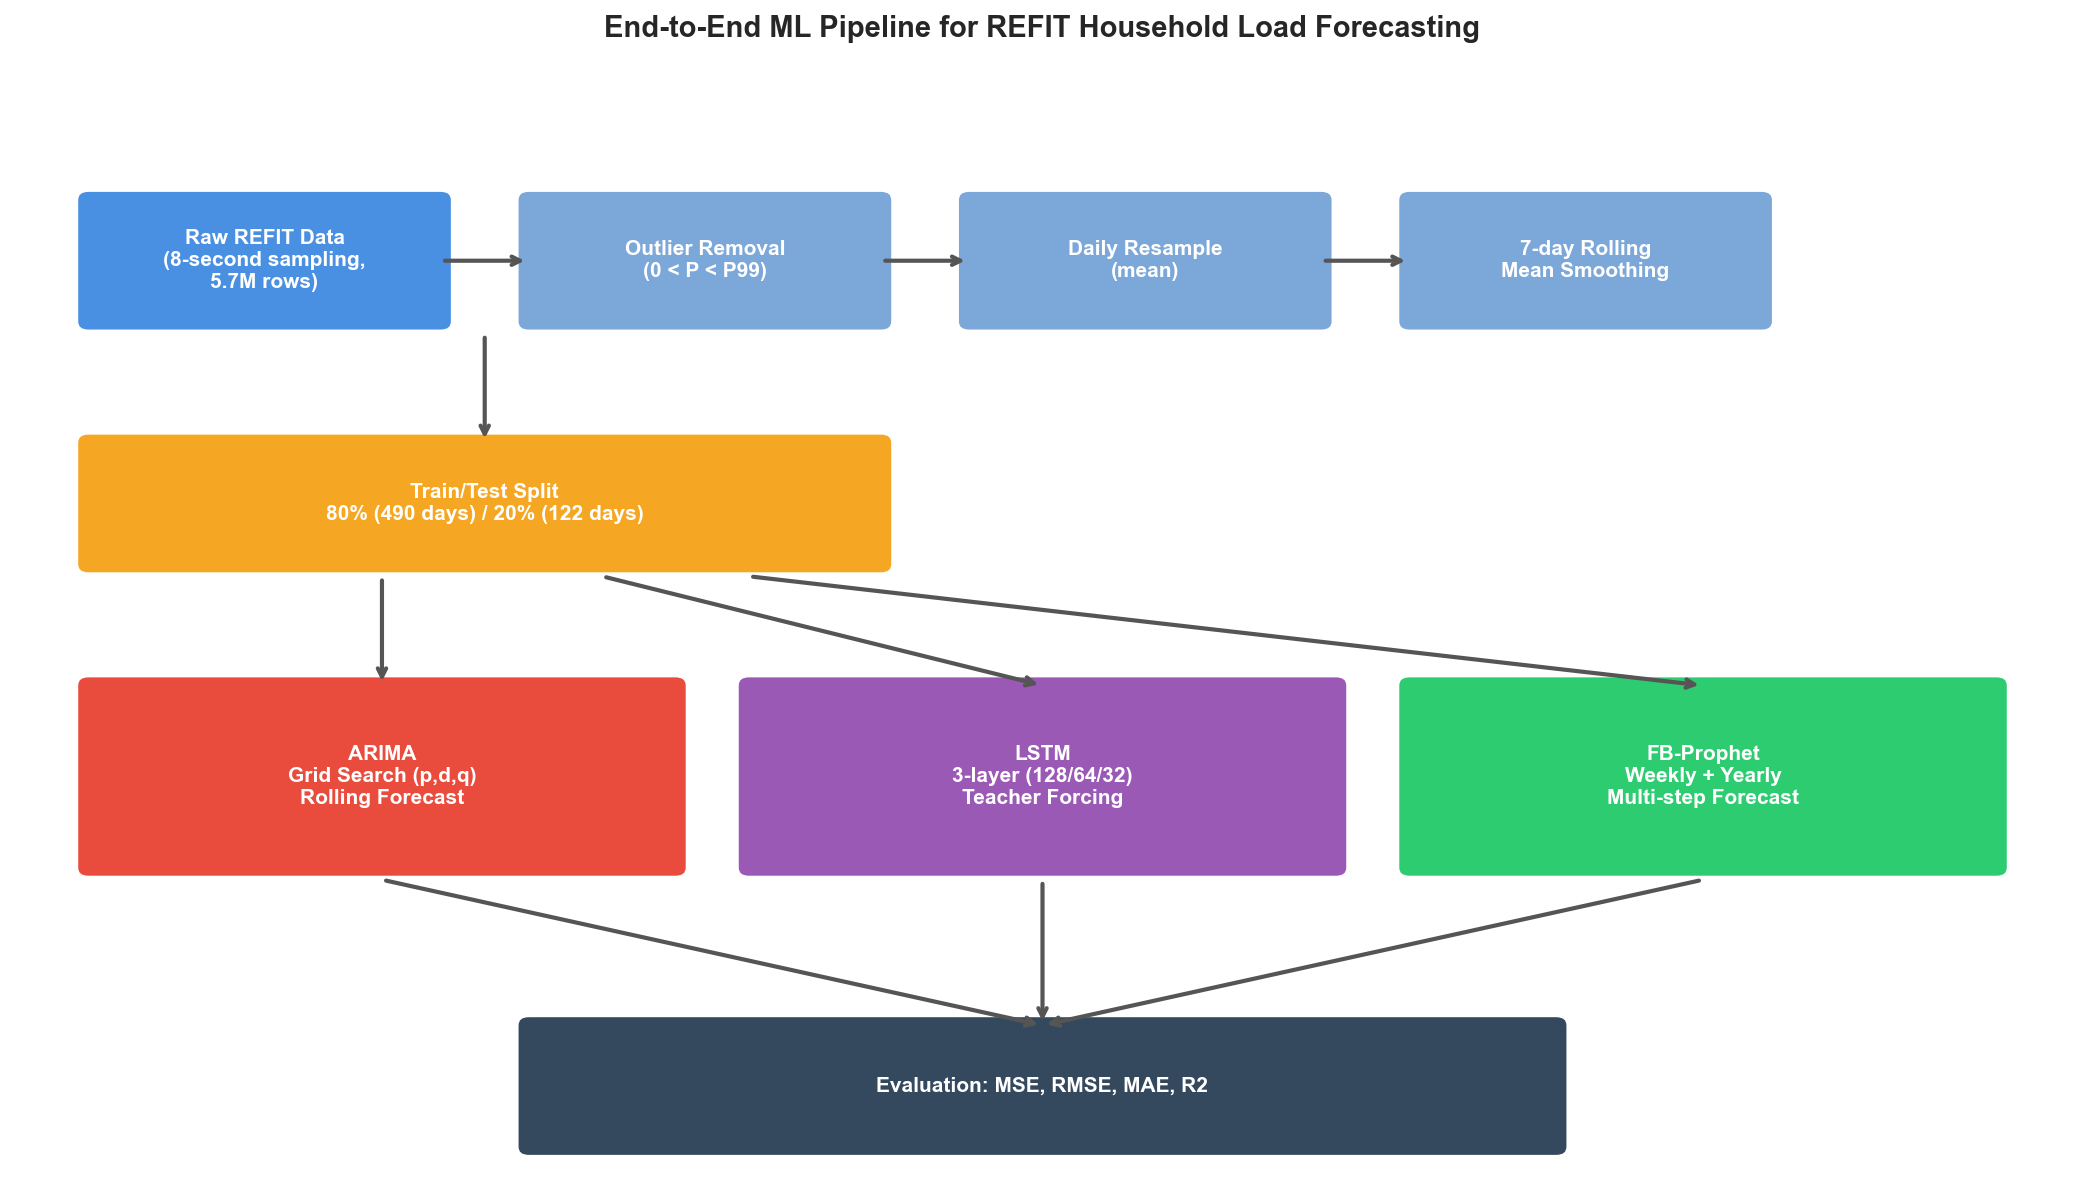 End-to-End ML Pipeline for REFIT Household Load Forecasting
Raw REFIT Data
(8-second sampling,
5.7M rows)
Outlier Removal
(0 < P < P99)
Daily Resample
(mean)
7-day Rolling
Mean Smoothing
Train/Test Split
80% (490 days) / 20% (122 days)
ARIMA
Grid Search (p,d,q)
Rolling Forecast
LSTM
3-layer (128/64/32)
Teacher Forcing
FB-Prophet
Weekly + Yearly
Multi-step Forecast
Evaluation: MSE, RMSE, MAE, R2